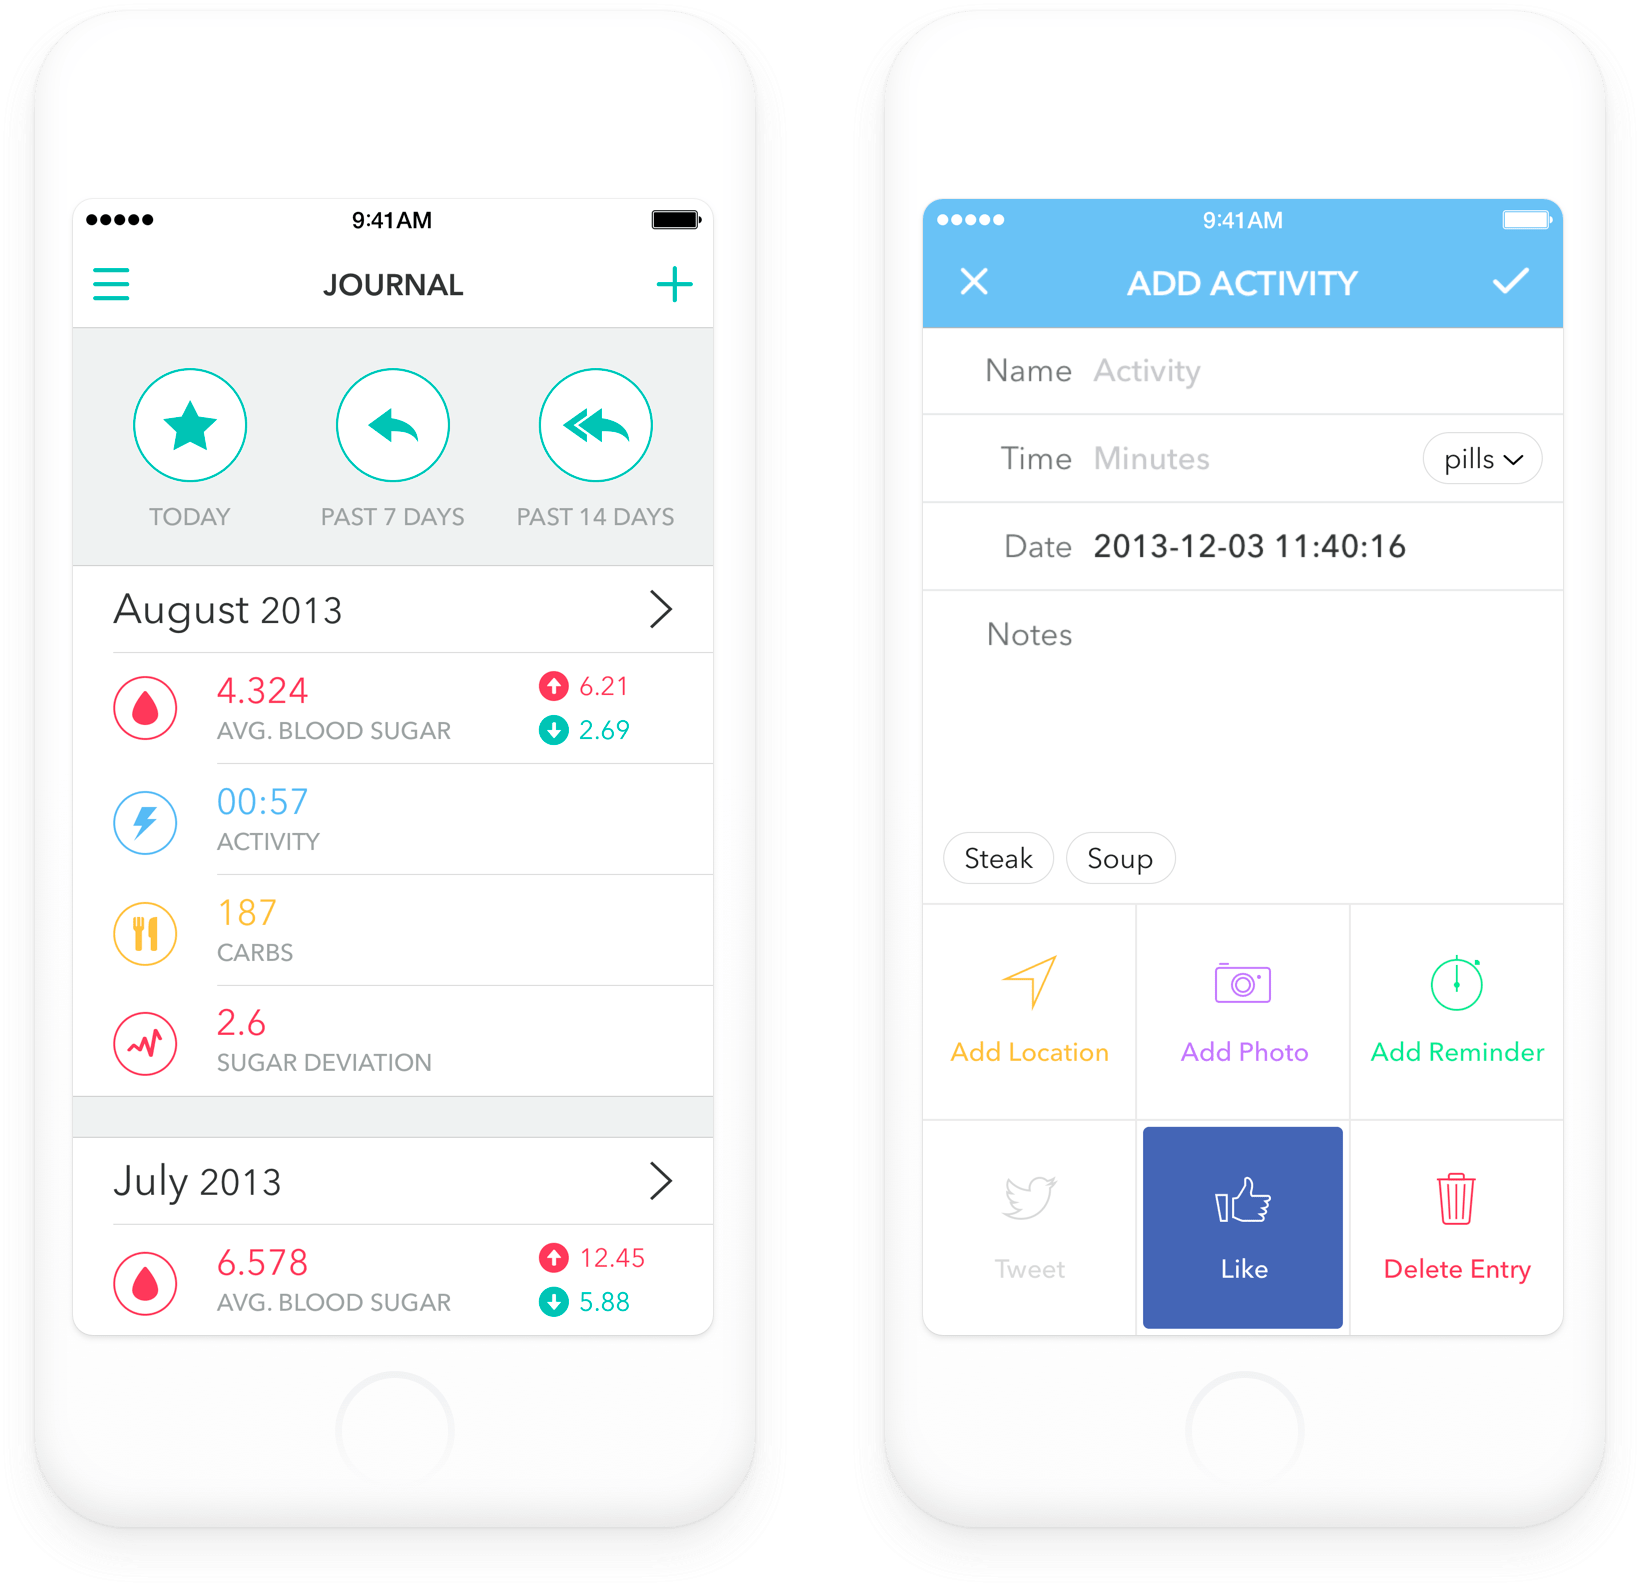 9:41AM
JOURNAL
TODAY
PAST 7 DAYS
PAST 14 DAYS
August 2013
4.324
AVG. BLOOD SUGAR
6.21
2.69
00:57
ACTIVITY
187
CARBS
2.6
SUGAR DEVIATION
July 2013
6.578
AVG. BLOOD SUGAR
12.45
5.88
9:41AM
ADD ACTIVITY
Name Activity
Time Minutes pills
Date 2013-12-03 11:40:16
Notes
Steak Soup
Add Location
Add Photo
Add Reminder
Tweet
Like
Delete Entry